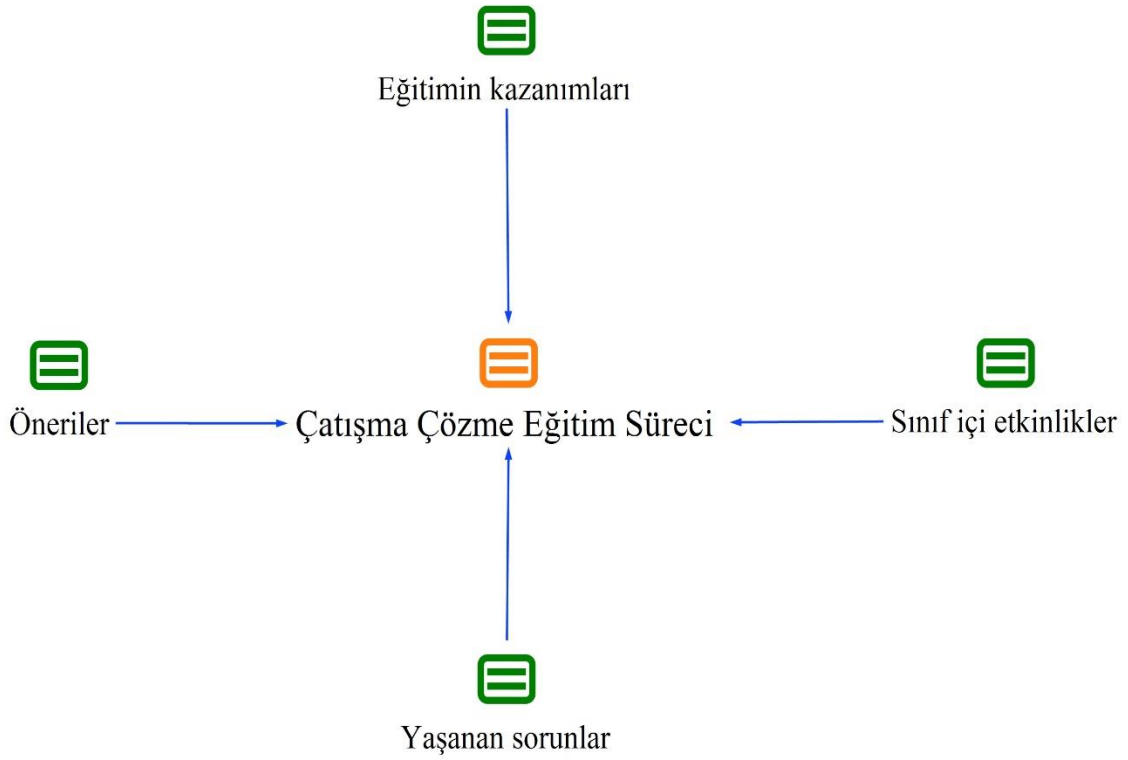 Eğitimin kazanımları
Öneriler
Çatışma Çözme Eğitim Süreci
Sınıf içi etkinlikler
Yaşanan sorunlar